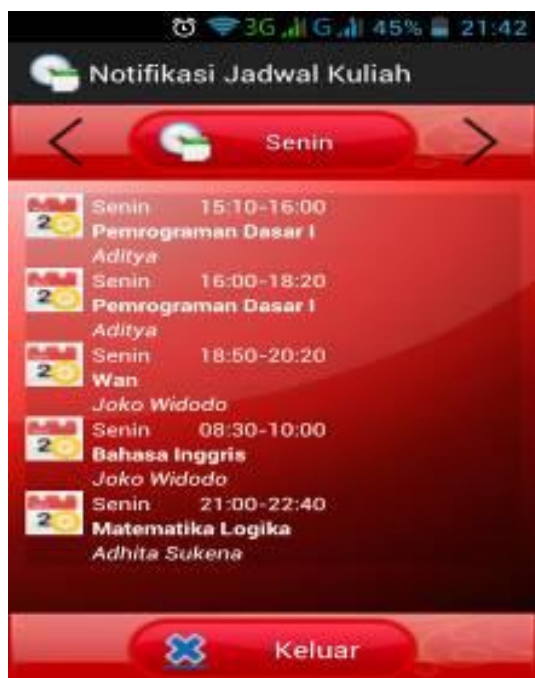 3G G 45% 21:42
Notifikasi Jadwal Kuliah
Senin
Senin 15:10-16:00
Pemrograman Dasar I
Aditya
Senin 16:00-18:20
Pemrograman Dasar I
Aditya
Senin 18:50-20:20
Wan
Joko Widodo
Senin 08:30-10:00
Bahasa Inggris
Joko Widodo
Senin 21:00-22:40
Matematika Logika
Adhita Sukena
Keluar